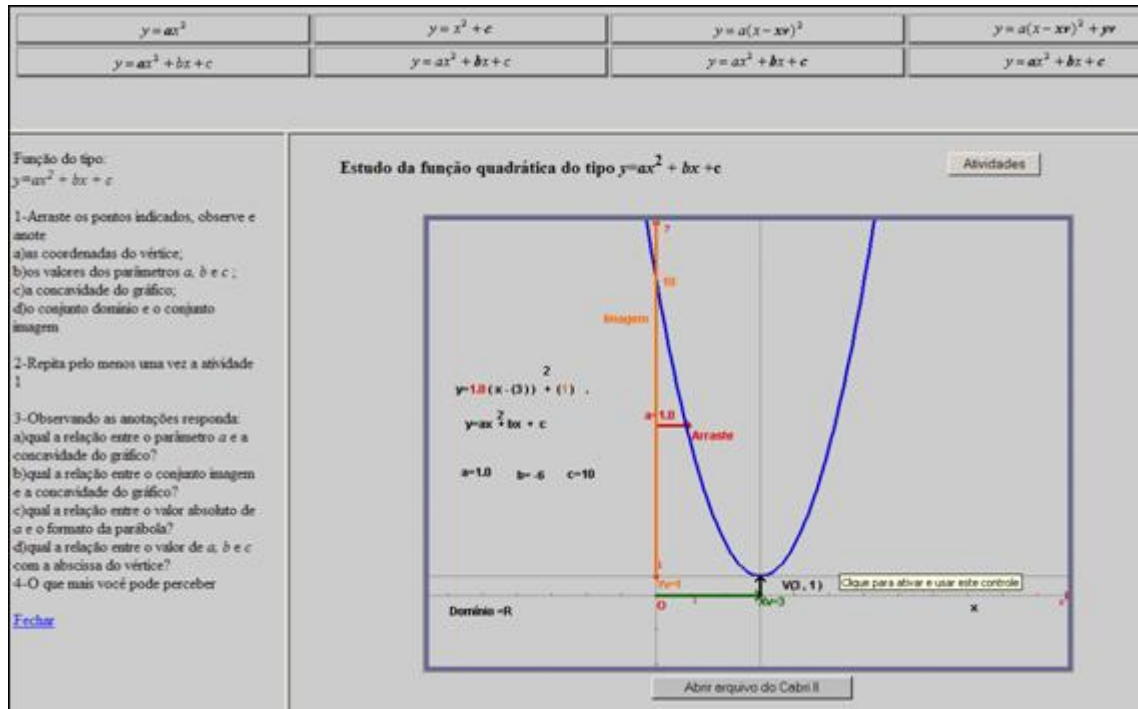 y = ax²
y = x² + c
y = a(x − xv)²
y = a(x − xv)² + yv
y = ax² + bx + c
y = ax² + bx + c
y = ax² + bx + c
y = ax² + bx + c
Função do tipo:
y=ax² + bx + c
1-Arraste os pontos indicados, observe e
anote
a)as coordenadas do vértice;
b)os valores dos parâmetros a, b e c ;
c)a concavidade do gráfico;
d)o conjunto domínio e o conjunto
imagem
2-Repita pelo menos uma vez a atividade
1
3-Observando as anotações responda:
a)qual a relação entre o parâmetro a e a
concavidade do gráfico?
b)qual a relação entre o conjunto imagem
e a concavidade do gráfico?
c)qual a relação entre o valor absoluto de
a e o formato da parábola?
d)qual a relação entre o valor de a, b e c
com a abscissa do vértice?
4-O que mais você pode perceber
Fechar
Estudo da função quadrática do tipo y=ax² + bx +c
Atividades
10
Imagem
y=1.0(x-(3))² + (1) .
y=ax² + bx + c
a=1.0 b= -6 c=10
a=1.0
Arraste
1
Yv=1
V(3, 1)
Clique para ativar e usar este controle
O
1
Xv=3
x
Domínio =R
Abrir arquivo do Cabri II